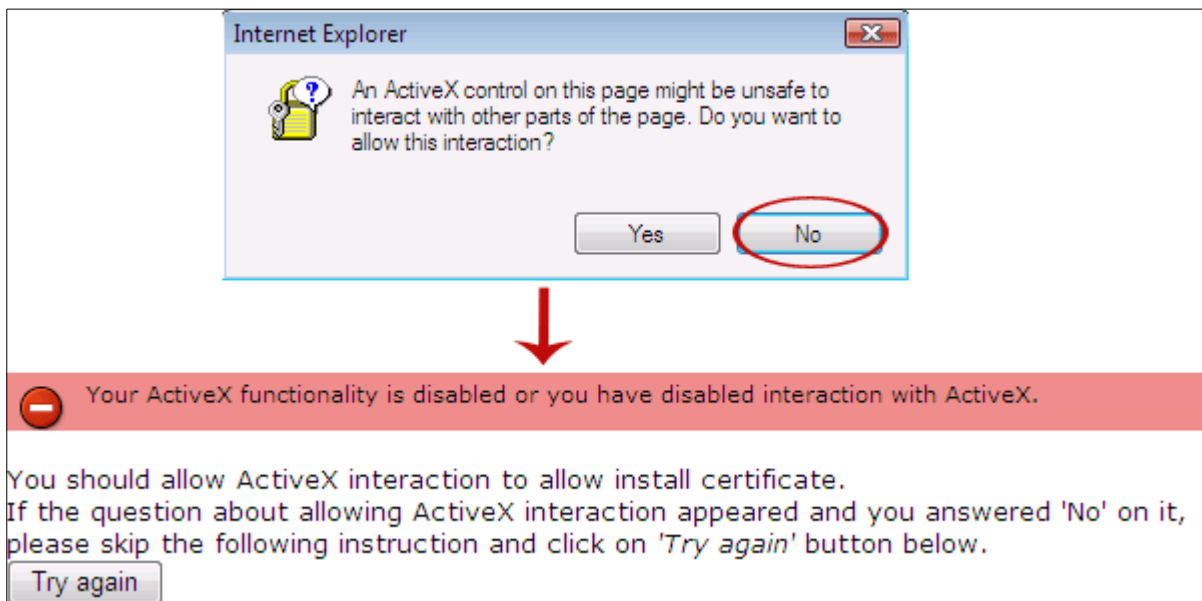 Internet Explorer
An ActiveX control on this page might be unsafe to
interact with other parts of the page. Do you want to
allow this interaction?
Yes No
Your ActiveX functionality is disabled or you have disabled interaction with ActiveX.
You should allow ActiveX interaction to allow install certificate.
If the question about allowing ActiveX interaction appeared and you answered 'No' on it,
please skip the following instruction and click on 'Try again' button below.
Try again